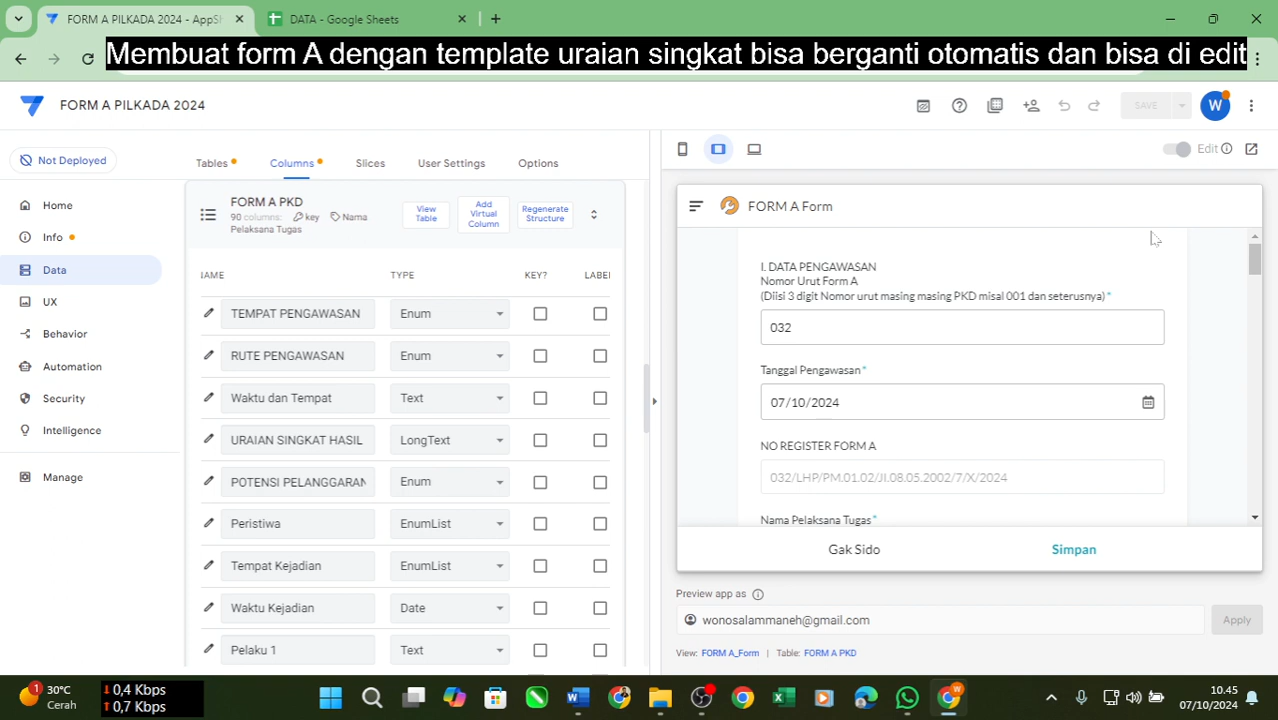 FORM A PILKADA 2024 - AppSh
DATA - Google Sheets
Membuat form A dengan template uraian singkat bisa berganti otomatis dan bisa di edit
FORM A PILKADA 2024
SAVE
W
Not Deployed
Tables
Columns
Slices
User Settings
Options
Edit
Home
Info
Data
UX
Behavior
Automation
Security
Intelligence
Manage
FORM A PKD
90 columns: key Nama Pelaksana Tugas
View Table
Add Virtual Column
Regenerate Structure
NAME TYPE KEY? LABEL
TEMPAT PENGAWASAN Enum
RUTE PENGAWASAN Enum
Waktu dan Tempat Text
URAIAN SINGKAT HASIL LongText
POTENSI PELANGGARAN Enum
Peristiwa EnumList
Tempat Kejadian EnumList
Waktu Kejadian Date
Pelaku 1 Text
FORM A Form
I. DATA PENGAWASAN
Nomor Urut Form A
(Diisi 3 digit Nomor urut masing masing PKD misal 001 dan seterusnya)*
032
Tanggal Pengawasan*
07/10/2024
NO REGISTER FORM A
032/LHP/PM.01.02/JI.08.05.2002/7/X/2024
Nama Pelaksana Tugas*
Gak Sido
Simpan
Preview app as
wonosalammaneh@gmail.com
Apply
View: FORM A_Form | Table: FORM A PKD
1
30°C
Cerah
0,4 Kbps
0,7 Kbps
10.45
07/10/2024